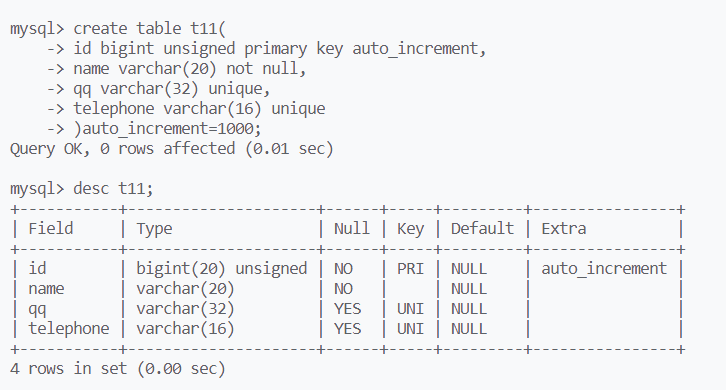 mysql> create table t11(
    -> id bigint unsigned primary key auto_increment,
    -> name varchar(20) not null,
    -> qq varchar(32) unique,
    -> telephone varchar(16) unique
    -> )auto_increment=1000;
Query OK, 0 rows affected (0.01 sec)

mysql> desc t11;
+-----------+---------------------+------+-----+---------+----------------+
| Field     | Type                | Null | Key | Default | Extra          |
+-----------+---------------------+------+-----+---------+----------------+
| id        | bigint(20) unsigned | NO   | PRI | NULL    | auto_increment |
| name      | varchar(20)         | NO   |     | NULL    |                |
| qq        | varchar(32)         | YES  | UNI | NULL    |                |
| telephone | varchar(16)         | YES  | UNI | NULL    |                |
+-----------+---------------------+------+-----+---------+----------------+
4 rows in set (0.00 sec)